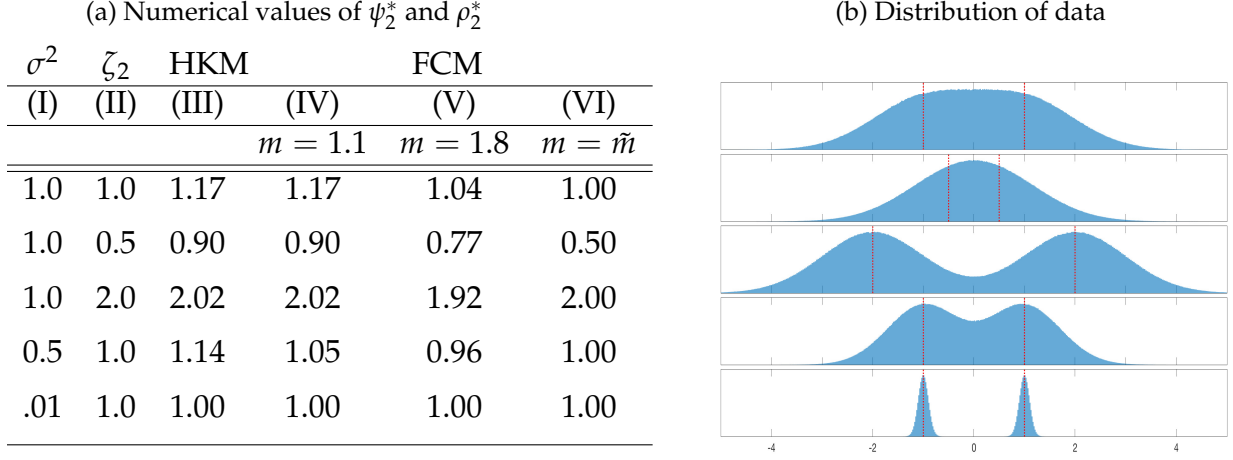 (a) Numerical values of ψ₂* and ρ₂*
σ² ζ₂ HKM FCM
(I) (II) (III) (IV) (V) (VI)
m = 1.1 m = 1.8 m = m̃
1.0 1.0 1.17 1.17 1.04 1.00
1.0 0.5 0.90 0.90 0.77 0.50
1.0 2.0 2.02 2.02 1.92 2.00
0.5 1.0 1.14 1.05 0.96 1.00
.01 1.0 1.00 1.00 1.00 1.00
(b) Distribution of data
-4 -2 0 2 4